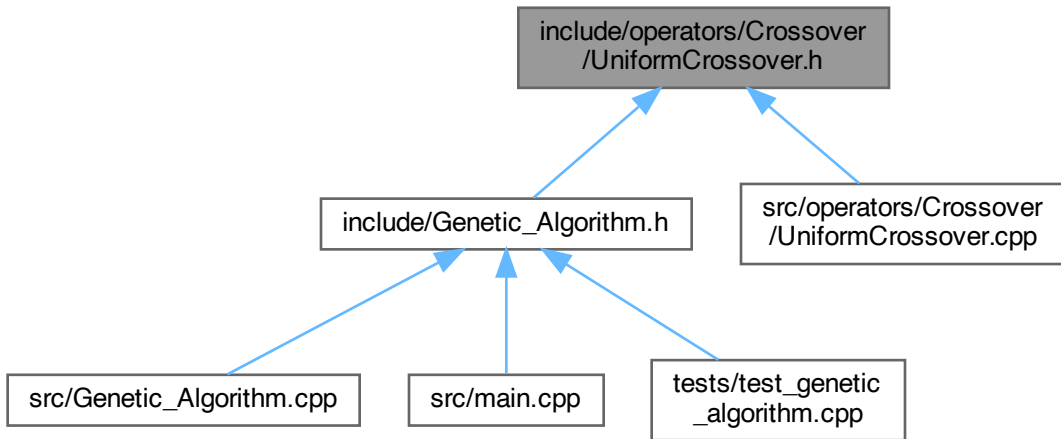 include/operators/Crossover
/UniformCrossover.h
include/Genetic_Algorithm.h
src/operators/Crossover
/UniformCrossover.cpp
src/Genetic_Algorithm.cpp
src/main.cpp
tests/test_genetic
_algorithm.cpp